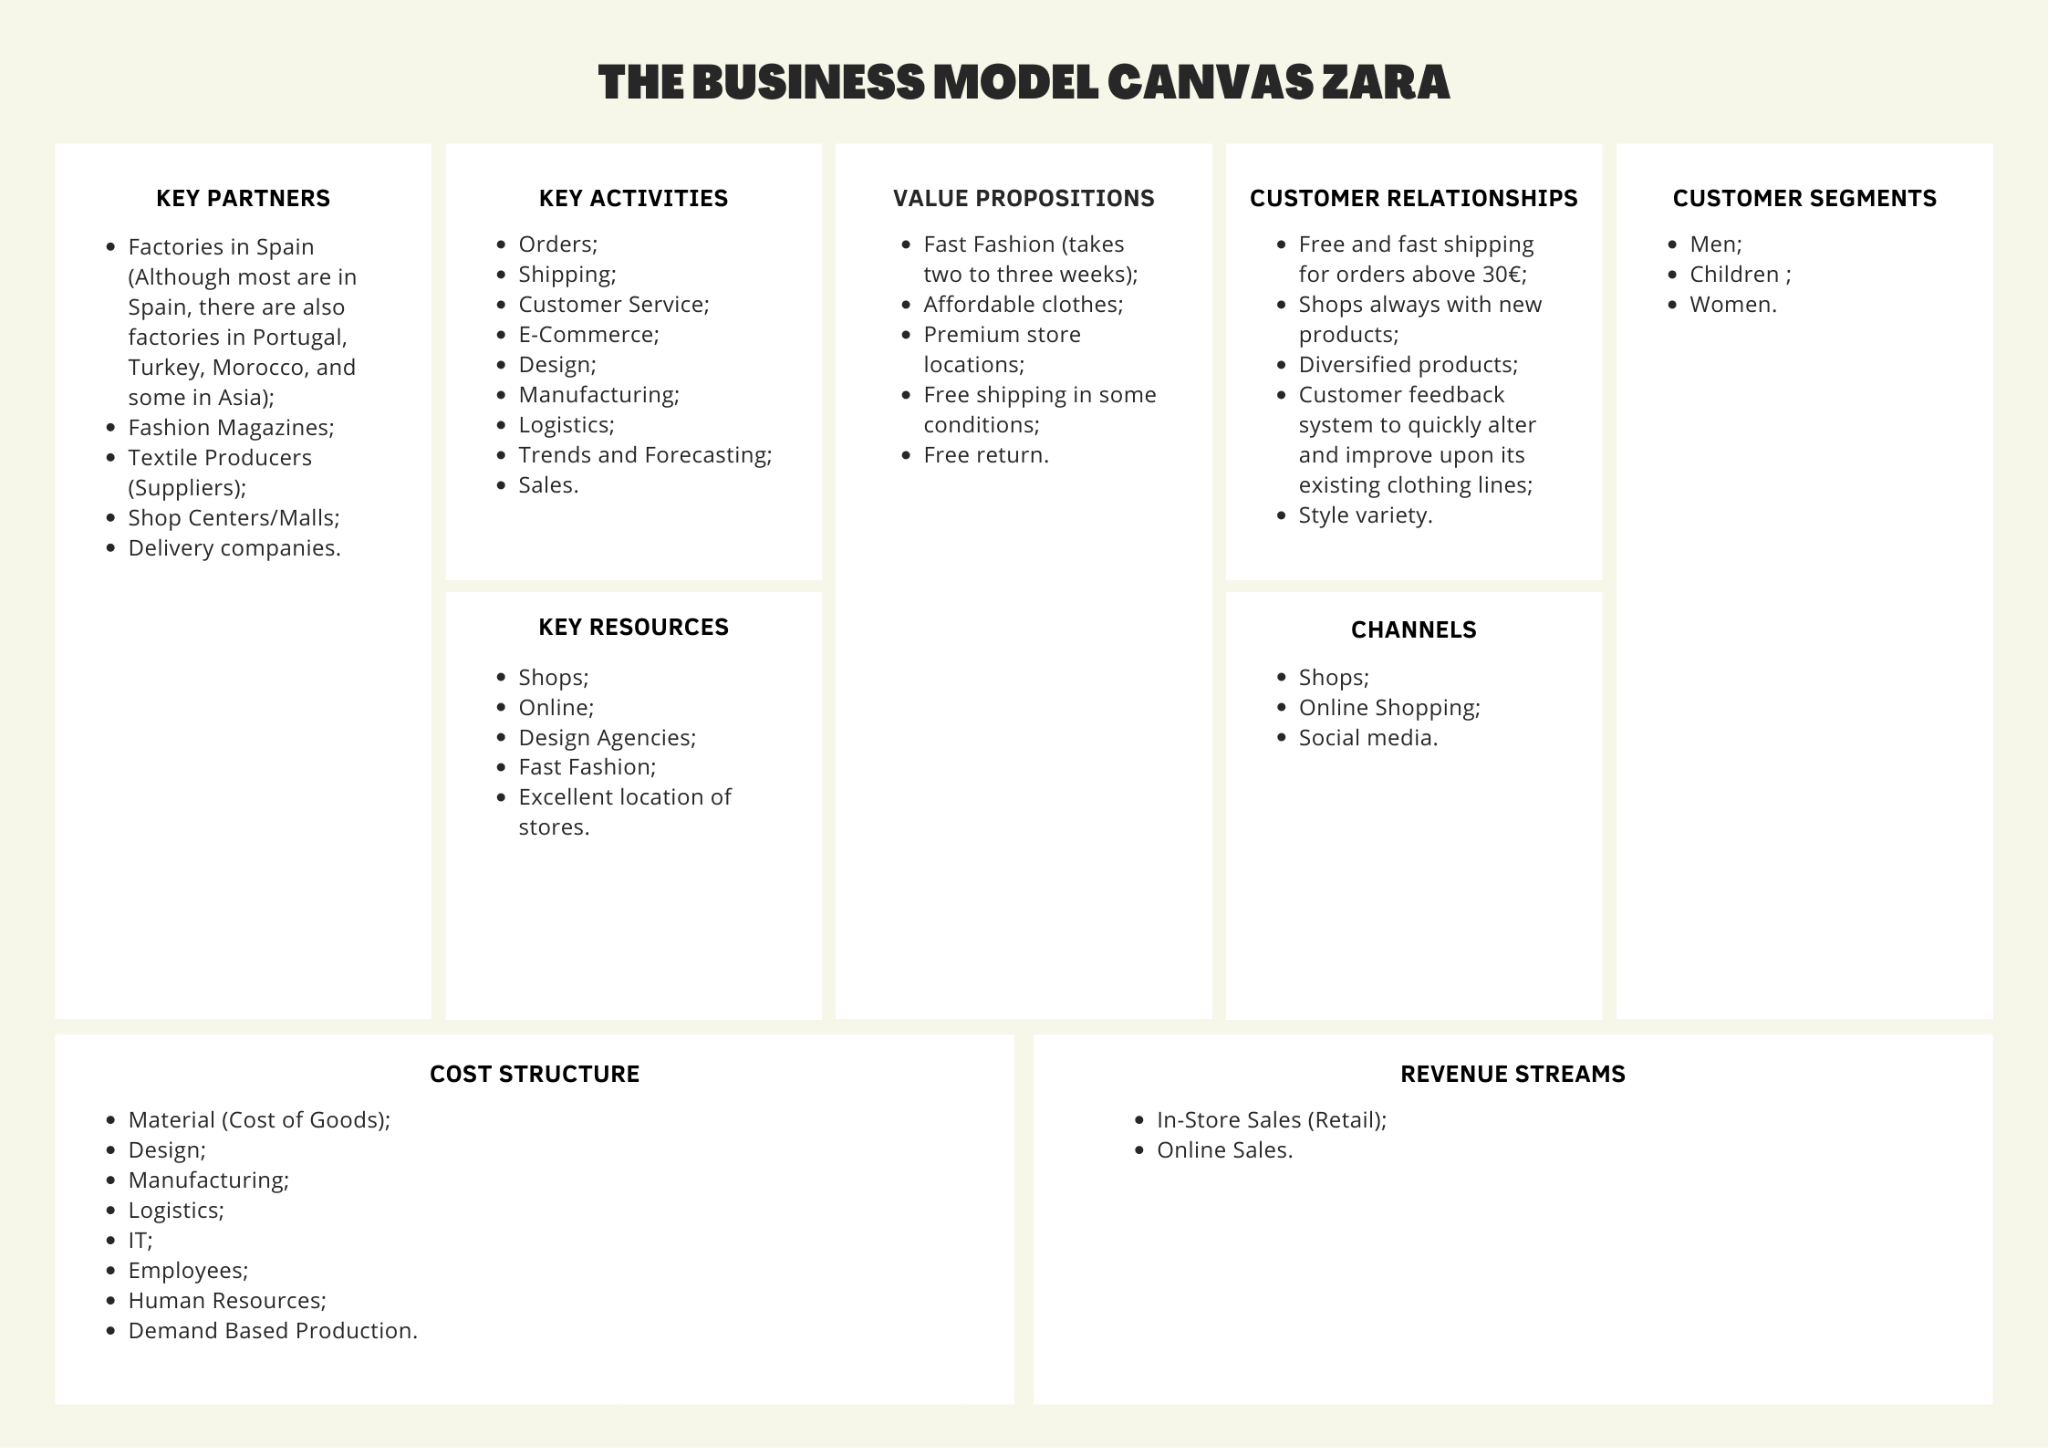 THE BUSINESS MODEL CANVAS ZARA
KEY PARTNERS
• Factories in Spain
(Although most are in
Spain, there are also
factories in Portugal,
Turkey, Morocco, and
some in Asia);
• Fashion Magazines;
• Textile Producers
(Suppliers);
• Shop Centers/Malls;
• Delivery companies.
KEY ACTIVITIES
• Orders;
• Shipping;
• Customer Service;
• E-Commerce;
• Design;
• Manufacturing;
• Logistics;
• Trends and Forecasting;
• Sales.
KEY RESOURCES
• Shops;
• Online;
• Design Agencies;
• Fast Fashion;
• Excellent location of
stores.
VALUE PROPOSITIONS
• Fast Fashion (takes
two to three weeks);
• Affordable clothes;
• Premium store
locations;
• Free shipping in some
conditions;
• Free return.
CUSTOMER RELATIONSHIPS
• Free and fast shipping
for orders above 30€;
• Shops always with new
products;
• Diversified products;
• Customer feedback
system to quickly alter
and improve upon its
existing clothing lines;
• Style variety.
CHANNELS
• Shops;
• Online Shopping;
• Social media.
CUSTOMER SEGMENTS
• Men;
• Children ;
• Women.
COST STRUCTURE
• Material (Cost of Goods);
• Design;
• Manufacturing;
• Logistics;
• IT;
• Employees;
• Human Resources;
• Demand Based Production.
REVENUE STREAMS
• In-Store Sales (Retail);
• Online Sales.